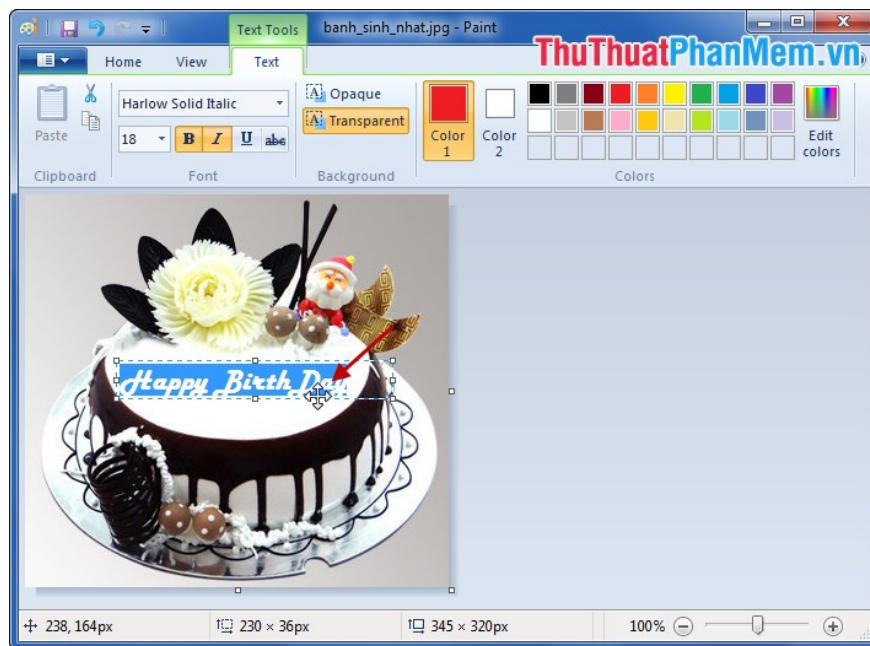 Text Tools
banh_sinh_nhat.jpg - Paint
ThuThuatPhanMem.vn
Home View Text
Paste
Harlow Solid Italic
18 B I U abc
Opaque
Transparent
Color 1
Color 2
Edit colors
Clipboard Font Background Colors
Happy Birth Day
238, 164px 230 × 36px 345 × 320px 100%